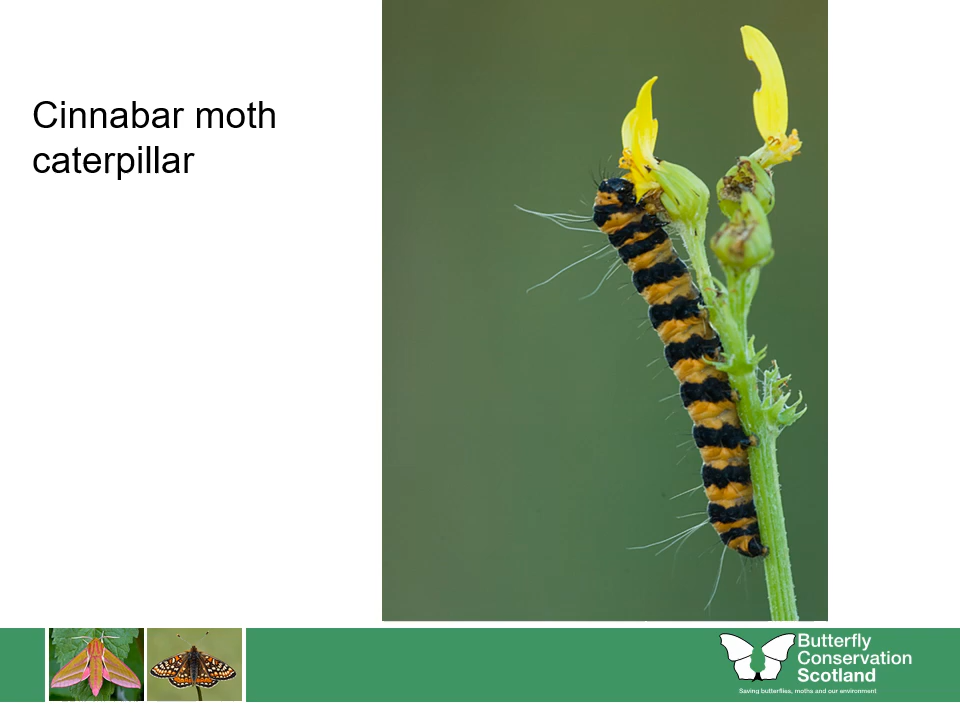 Cinnabar moth
caterpillar
Butterfly
Conservation
Scotland
Saving butterflies, moths and our environment